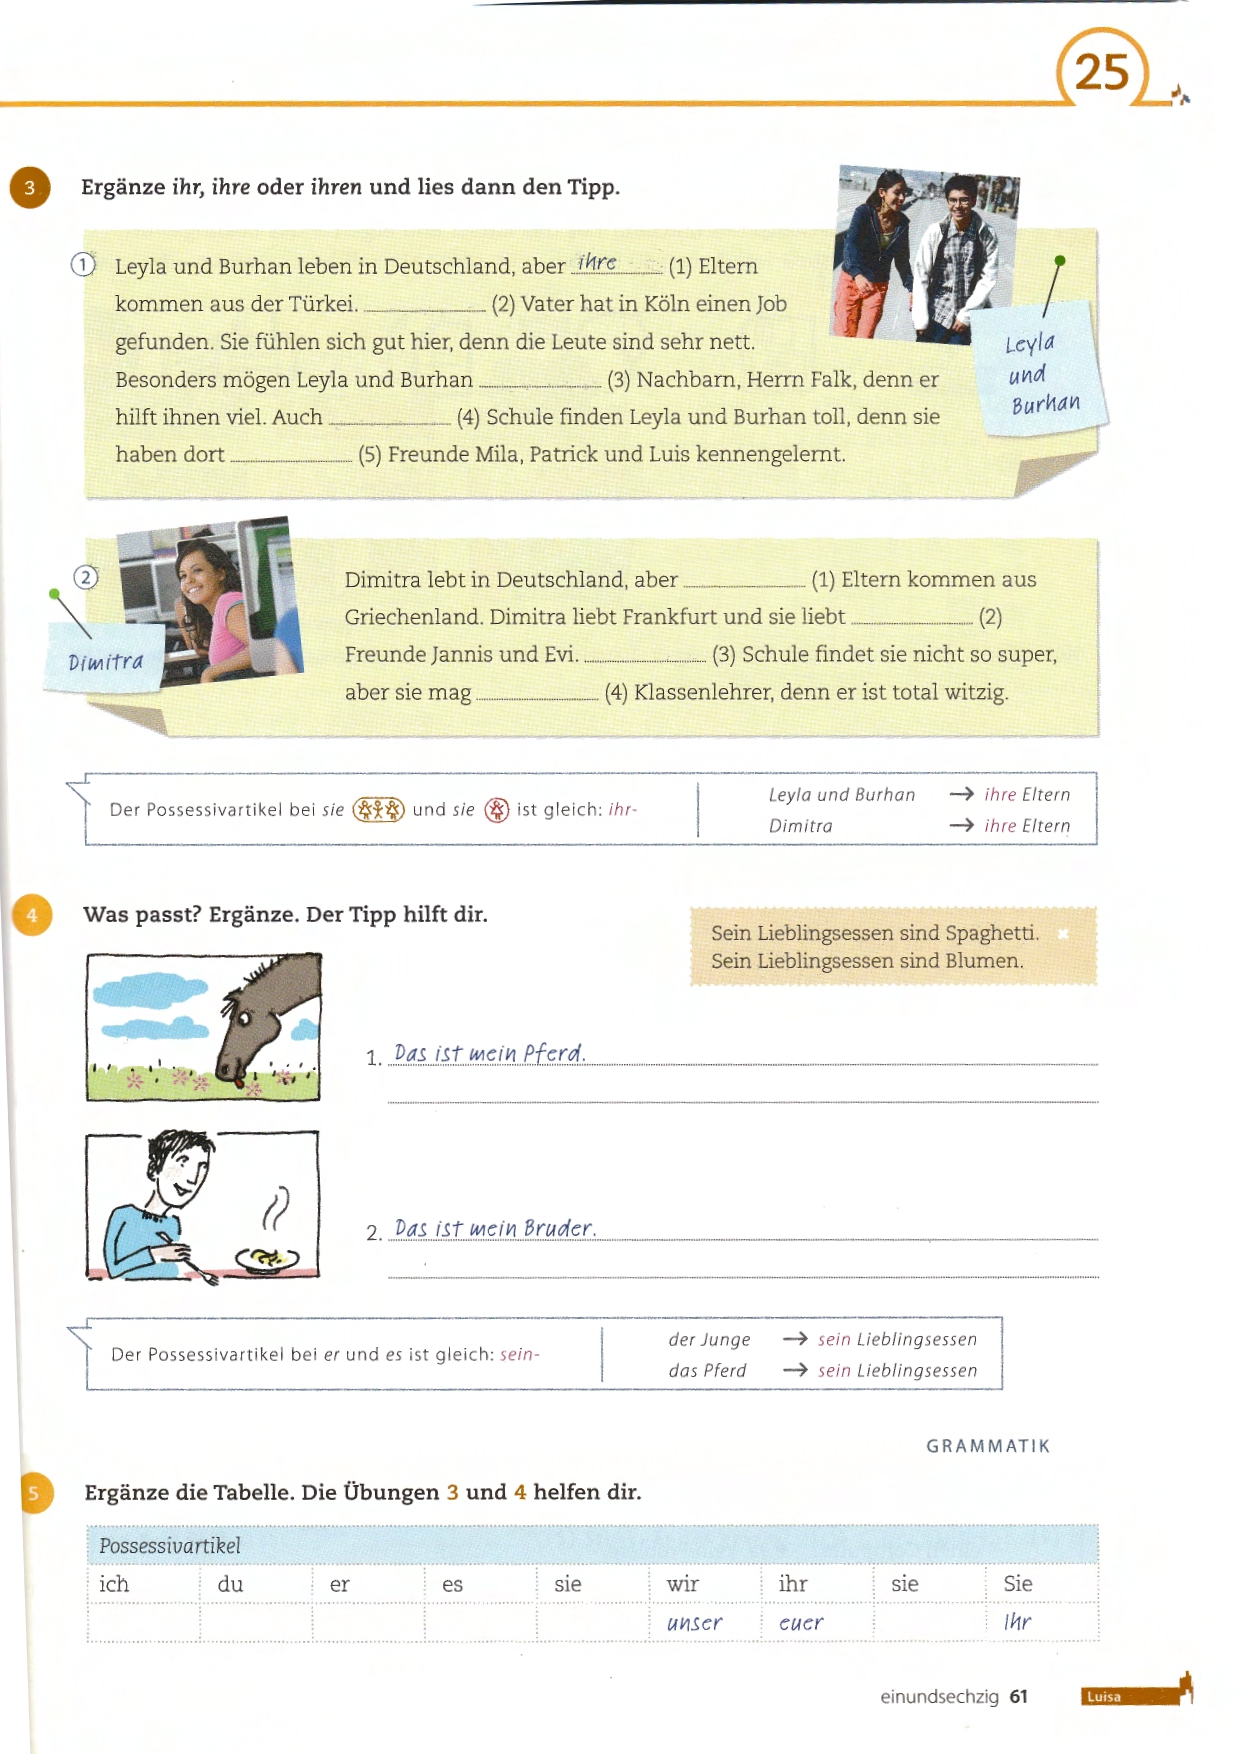 25
3 Ergänze ihr, ihre oder ihren und lies dann den Tipp.
1 Leyla und Burhan leben in Deutschland, aber ihre (1) Eltern
kommen aus der Türkei. (2) Vater hat in Köln einen Job
gefunden. Sie fühlen sich gut hier, denn die Leute sind sehr nett.
Besonders mögen Leyla und Burhan (3) Nachbarn, Herrn Falk, denn er
hilft ihnen viel. Auch (4) Schule finden Leyla und Burhan toll, denn sie
haben dort (5) Freunde Mila, Patrick und Luis kennengelernt.
Leyla
und
Burhan
2
Dimitra lebt in Deutschland, aber (1) Eltern kommen aus
Griechenland. Dimitra liebt Frankfurt und sie liebt (2)
Freunde Jannis und Evi. (3) Schule findet sie nicht so super,
aber sie mag (4) Klassenlehrer, denn er ist total witzig.
Dimitra
Der Possessivartikel bei sie und sie ist gleich: ihr-
Leyla und Burhan → ihre Eltern
Dimitra → ihre Eltern
4 Was passt? Ergänze. Der Tipp hilft dir.
Sein Lieblingsessen sind Spaghetti.
Sein Lieblingsessen sind Blumen.
1. Das ist mein Pferd.
2. Das ist mein Bruder.
Der Possessivartikel bei er und es ist gleich: sein-
der Junge → sein Lieblingsessen
das Pferd → sein Lieblingsessen
GRAMMATIK
5 Ergänze die Tabelle. Die Übungen 3 und 4 helfen dir.
Possessivartikel
ich du er es sie wir ihr sie Sie
unser euer Ihr
einundsechzig 61 Luisa